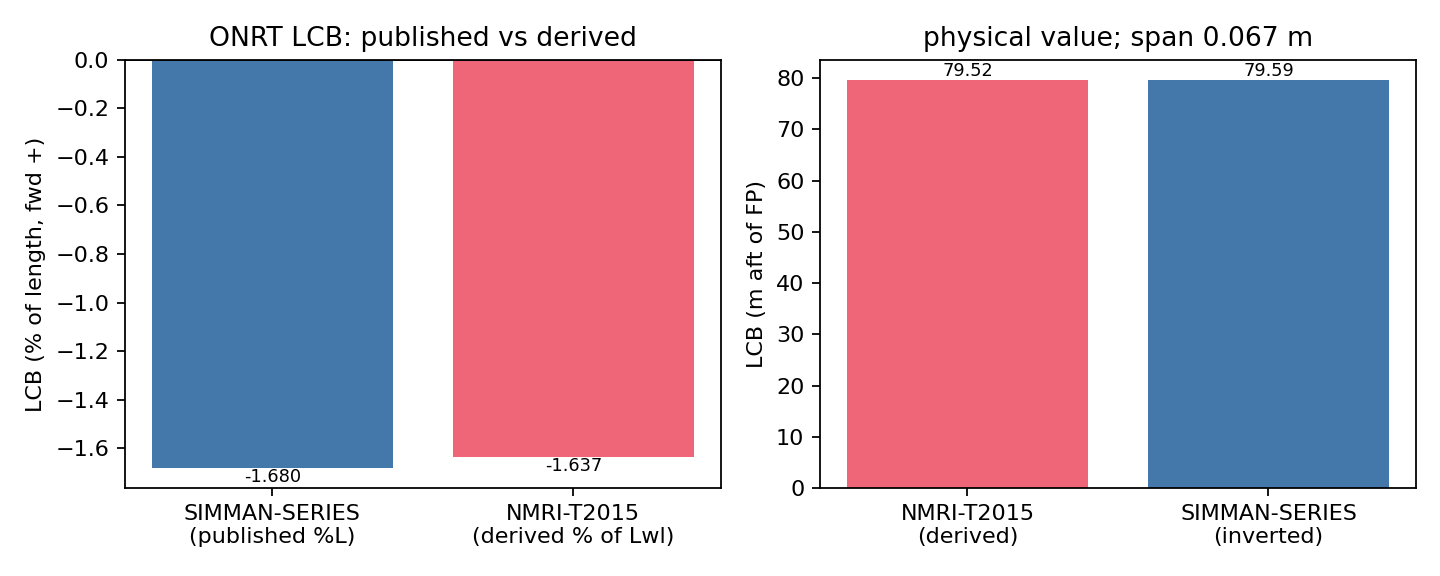 ONRT LCB: published vs derived
LCB (% of length, fwd +)
0.0
−0.2
−0.4
−0.6
−0.8
−1.0
−1.2
−1.4
−1.6
-1.680
-1.637
SIMMAN-SERIES
(published %L)
NMRI-T2015
(derived % of Lwl)
physical value; span 0.067 m
LCB (m aft of FP)
80
70
60
50
40
30
20
10
0
79.52
79.59
NMRI-T2015
(derived)
SIMMAN-SERIES
(inverted)